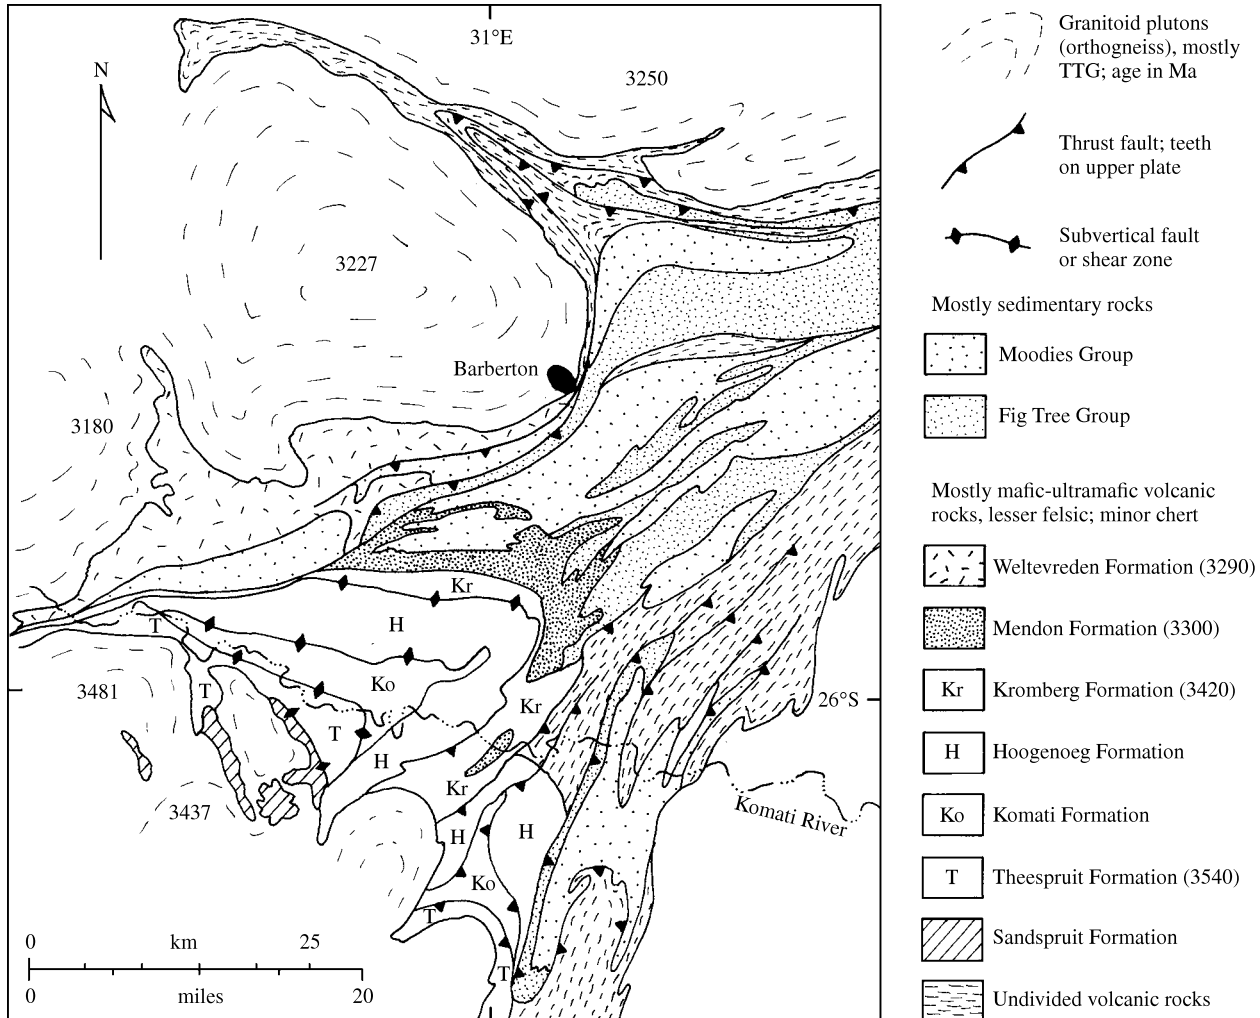 31°E
N
3250
3227
Barberton
3180
Kr
H
T
Ko
3481
T
Kr
26°S
T
H
Kr
3437
Komati River
H
H
Ko
T
T
0 km 25
0 miles 20
Granitoid plutons
(orthogneiss), mostly
TTG; age in Ma
Thrust fault; teeth
on upper plate
Subvertical fault
or shear zone
Mostly sedimentary rocks
Moodies Group
Fig Tree Group
Mostly mafic-ultramafic volcanic
rocks, lesser felsic; minor chert
Weltevreden Formation (3290)
Mendon Formation (3300)
Kr Kromberg Formation (3420)
H Hoogenoeg Formation
Ko Komati Formation
T Theespruit Formation (3540)
Sandspruit Formation
Undivided volcanic rocks